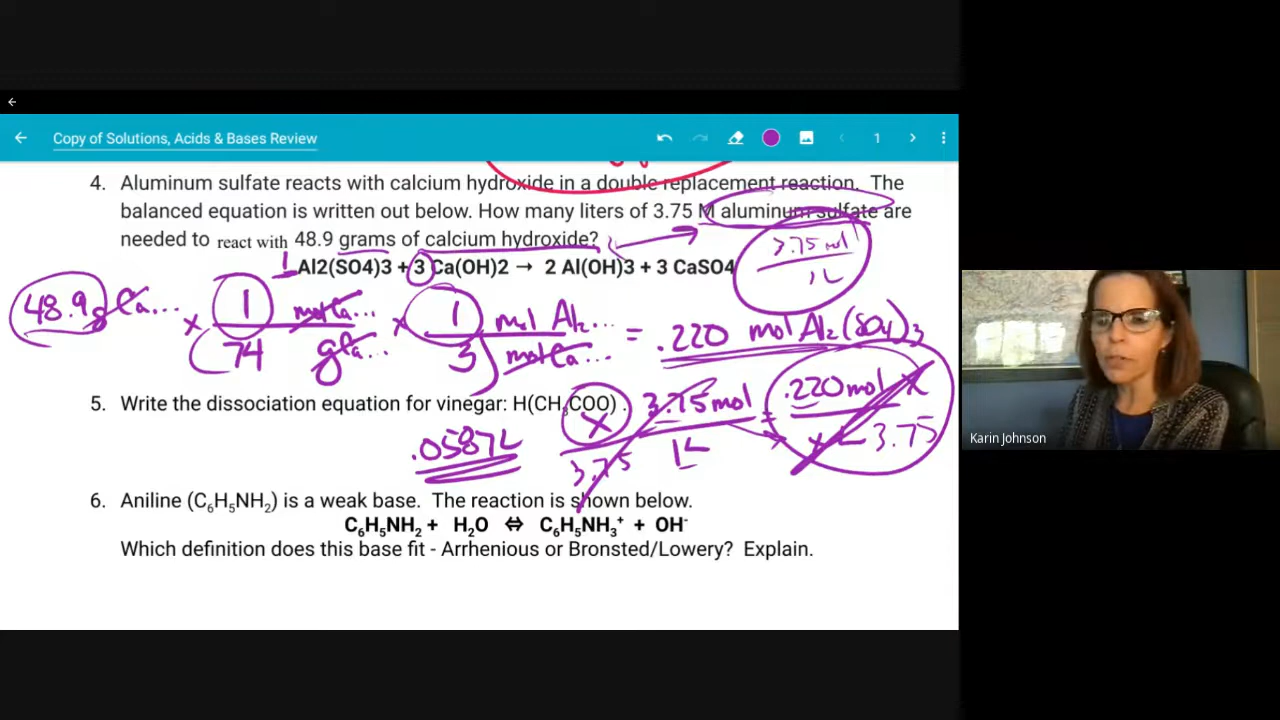 Copy of Solutions, Acids & Bases Review
1
4. Aluminum sulfate reacts with calcium hydroxide in a double replacement reaction. The
balanced equation is written out below. How many liters of 3.75 M aluminum sulfate are
needed to react with 48.9 grams of calcium hydroxide?
3.75 mol
1L
1 Al2(SO4)3 + 3 Ca(OH)2 → 2 Al(OH)3 + 3 CaSO4
48.9 g Ca... x 1 mol Ca... x 1 mol Al2... = .220 mol Al2(SO4)3
74 g Ca... 3 mol Ca...
5. Write the dissociation equation for vinegar: H(CH3COO).
x 3.75 mol = .220 mol x
3.75 1L x L 3.75
.0587L
6. Aniline (C6H5NH2) is a weak base. The reaction is shown below.
C6H5NH2 + H2O ⇔ C6H5NH3+ + OH-
Which definition does this base fit - Arrhenious or Bronsted/Lowery? Explain.
Karin Johnson